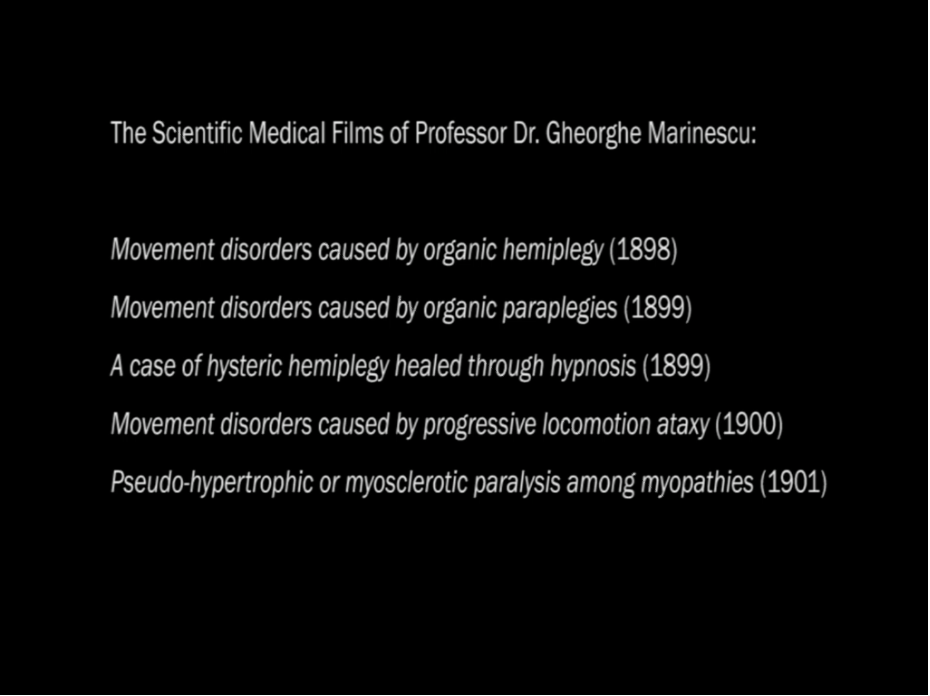 The Scientific Medical Films of Professor Dr. Gheorghe Marinescu:
Movement disorders caused by organic hemiplegy (1898)
Movement disorders caused by organic paraplegies (1899)
A case of hysteric hemiplegy healed through hypnosis (1899)
Movement disorders caused by progressive locomotion ataxy (1900)
Pseudo-hypertrophic or myosclerotic paralysis among myopathies (1901)